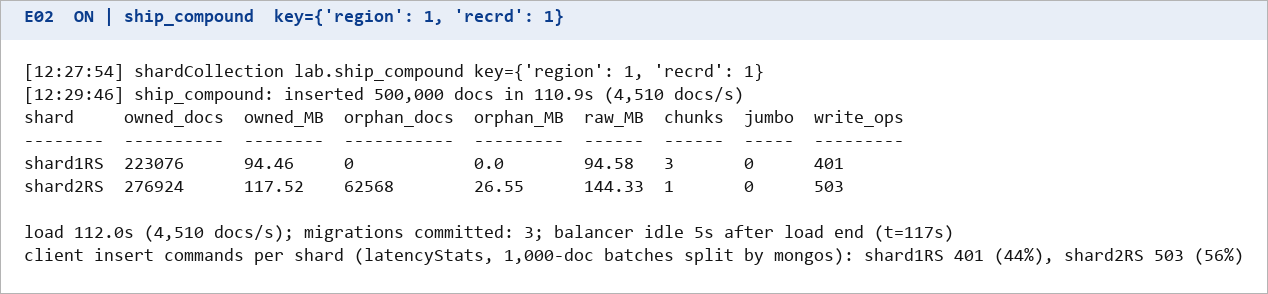 E02  ON | ship_compound  key={'region': 1, 'recrd': 1}
[12:27:54] shardCollection lab.ship_compound key={'region': 1, 'recrd': 1}
[12:29:46] ship_compound: inserted 500,000 docs in 110.9s (4,510 docs/s)
shard     owned_docs  owned_MB  orphan_docs  orphan_MB  raw_MB  chunks  jumbo  write_ops
--------  ----------  --------  -----------  ---------  ------  ------  -----  ---------
shard1RS  223076      94.46     0            0.0        94.58   3       0      401
shard2RS  276924      117.52    62568        26.55      144.33  1       0      503
load 112.0s (4,510 docs/s); migrations committed: 3; balancer idle 5s after load end (t=117s)
client insert commands per shard (latencyStats, 1,000-doc batches split by mongos): shard1RS 401 (44%), shard2RS 503 (56%)